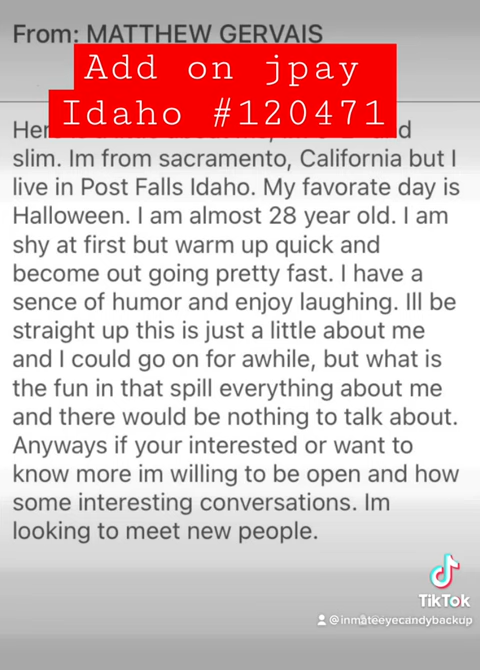 From: MATTHEW GERVAIS
Add on jpay
Idaho #120471
slim. Im from sacramento, California but I
live in Post Falls Idaho. My favorate day is
Halloween. I am almost 28 year old. I am
shy at first but warm up quick and
become out going pretty fast. I have a
sence of humor and enjoy laughing. Ill be
straight up this is just a little about me
and I could go on for awhile, but what is
the fun in that spill everything about me
and there would be nothing to talk about.
Anyways if your interested or want to
know more im willing to be open and how
some interesting conversations. Im
looking to meet new people.
TikTok
@inmateeyecandybackup